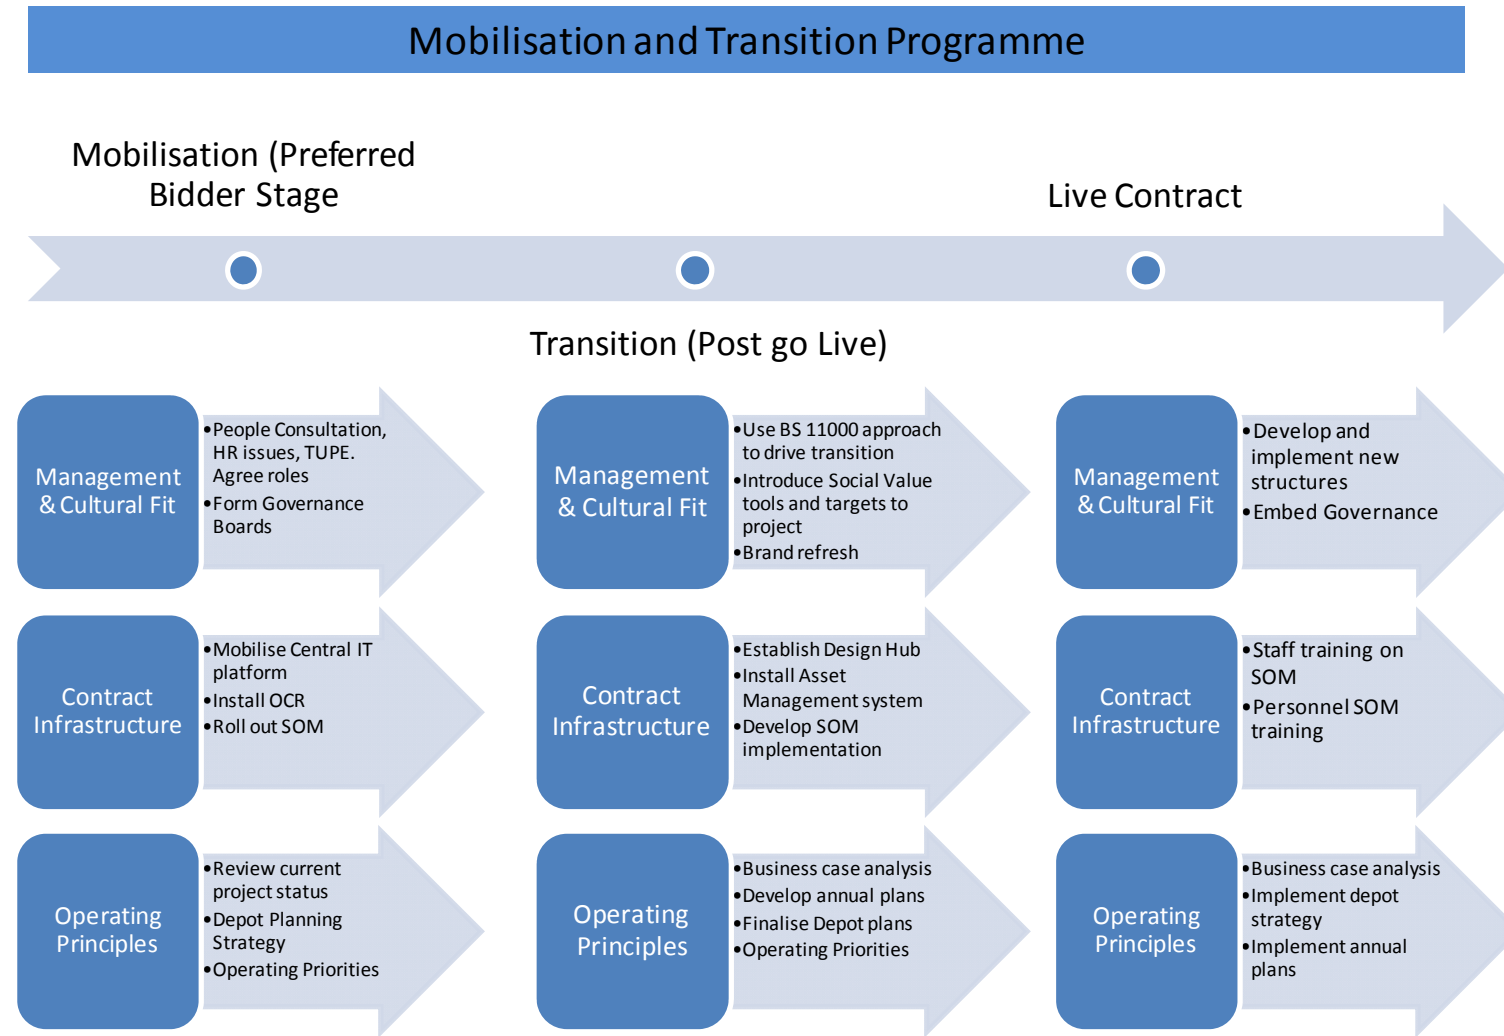 Mobilisation and Transition Programme
Mobilisation (Preferred
Bidder Stage
Live Contract
Transition (Post go Live)
Management
& Cultural Fit
•People Consultation,
HR issues, TUPE.
Agree roles
•Form Governance
Boards
Management
& Cultural Fit
•Use BS 11000 approach
to drive transition
•Introduce Social Value
tools and targets to
project
•Brand refresh
Management
& Cultural Fit
•Develop and
implement new
structures
•Embed Governance
Contract
Infrastructure
•Mobilise Central IT
platform
•Install OCR
•Roll out SOM
Contract
Infrastructure
•Establish Design Hub
•Install Asset
Management system
•Develop SOM
implementation
Contract
Infrastructure
•Staff training on
SOM
•Personnel SOM
training
Operating
Principles
•Review current
project status
•Depot Planning
Strategy
•Operating Priorities
Operating
Principles
•Business case analysis
•Develop annual plans
•Finalise Depot plans
•Operating Priorities
Operating
Principles
•Business case analysis
•Implement depot
strategy
•Implement annual
plans